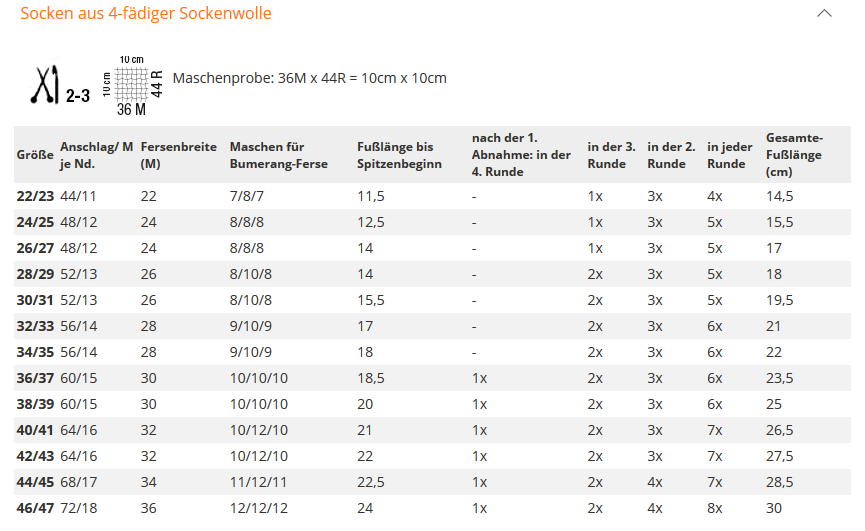 Socken aus 4-fädiger Sockenwolle
10 cm
10 cm
44 R
2-3
36 M
Maschenprobe: 36M x 44R = 10cm x 10cm
Größe Anschlag/ M je Nd. Fersenbreite (M) Maschen für Bumerang-Ferse Fußlänge bis Spitzenbeginn nach der 1. Abnahme: in der 4. Runde in der 3. Runde in der 2. Runde in jeder Runde Gesamte-Fußlänge (cm)
22/23 44/11 22 7/8/7 11,5 - 1x 3x 4x 14,5
24/25 48/12 24 8/8/8 12,5 - 1x 3x 5x 15,5
26/27 48/12 24 8/8/8 14 - 1x 3x 5x 17
28/29 52/13 26 8/10/8 14 - 2x 3x 5x 18
30/31 52/13 26 8/10/8 15,5 - 2x 3x 5x 19,5
32/33 56/14 28 9/10/9 17 - 2x 3x 6x 21
34/35 56/14 28 9/10/9 18 - 2x 3x 6x 22
36/37 60/15 30 10/10/10 18,5 1x 2x 3x 6x 23,5
38/39 60/15 30 10/10/10 20 1x 2x 3x 6x 25
40/41 64/16 32 10/12/10 21 1x 2x 3x 7x 26,5
42/43 64/16 32 10/12/10 22 1x 2x 3x 7x 27,5
44/45 68/17 34 11/12/11 22,5 1x 2x 4x 7x 28,5
46/47 72/18 36 12/12/12 24 1x 2x 4x 8x 30